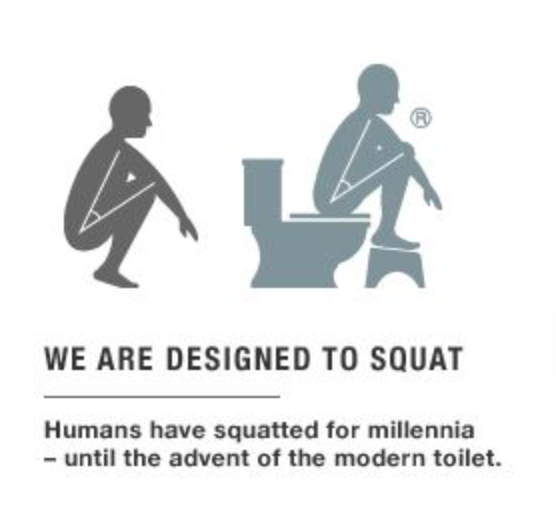 ®
WE ARE DESIGNED TO SQUAT
Humans have squatted for millennia
– until the advent of the modern toilet.